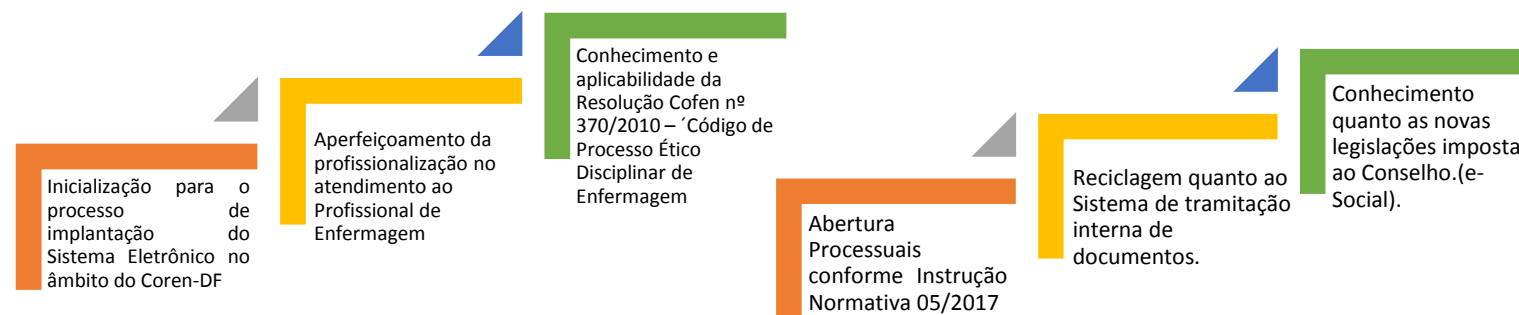 Inicialização para o
processo de
implantação do
Sistema Eletrônico no
âmbito do Coren-DF
Aperfeiçoamento da
profissionalização no
atendimento ao
Profissional de
Enfermagem
Conhecimento e
aplicabilidade da
Resolução Cofen nº
370/2010 – ´Código de
Processo Ético
Disciplinar de
Enfermagem
Abertura
Processuais
conforme Instrução
Normativa 05/2017
Reciclagem quanto ao
Sistema de tramitação
interna de
documentos.
Conhecimento
quanto as novas
legislações imposta
ao Conselho.(e-
Social).